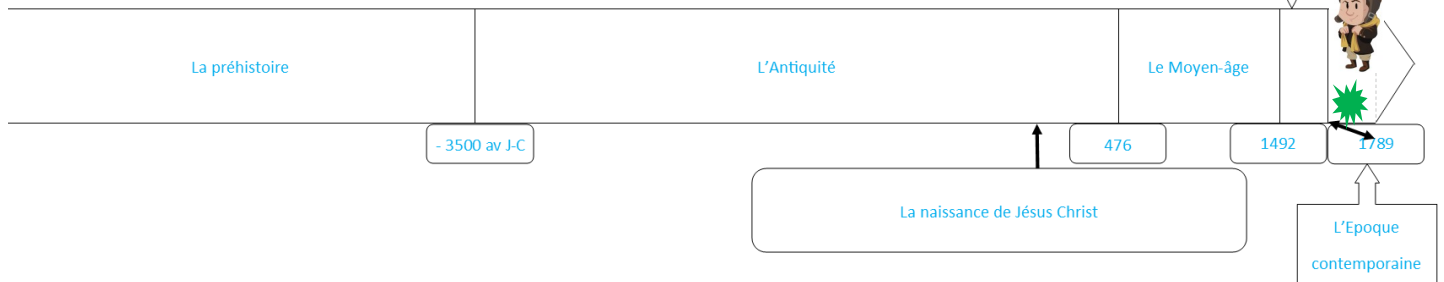 La préhistoire
L'Antiquité
Le Moyen-âge
- 3500 av J-C
476
1492
1789
La naissance de Jésus Christ
L'Epoque
contemporaine